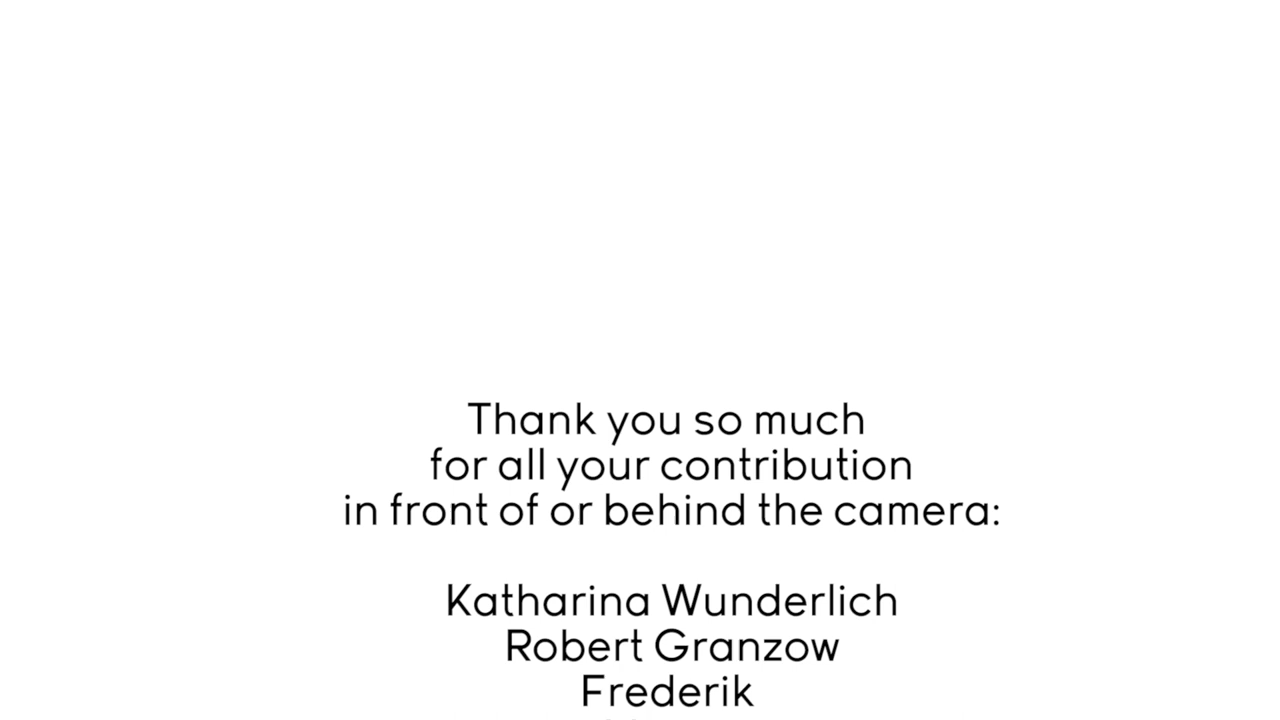 Thank you so much
for all your contribution
in front of or behind the camera:
Katharina Wunderlich
Robert Granzow
Frederik